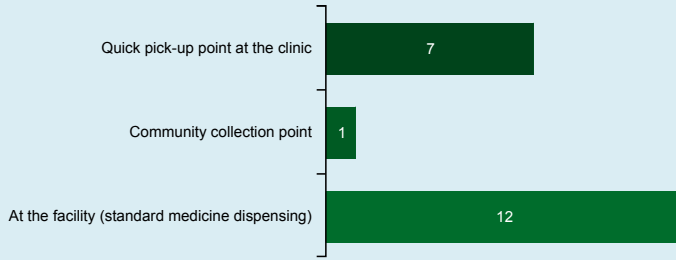 Quick pick-up point at the clinic 7
Community collection point 1
At the facility (standard medicine dispensing) 12